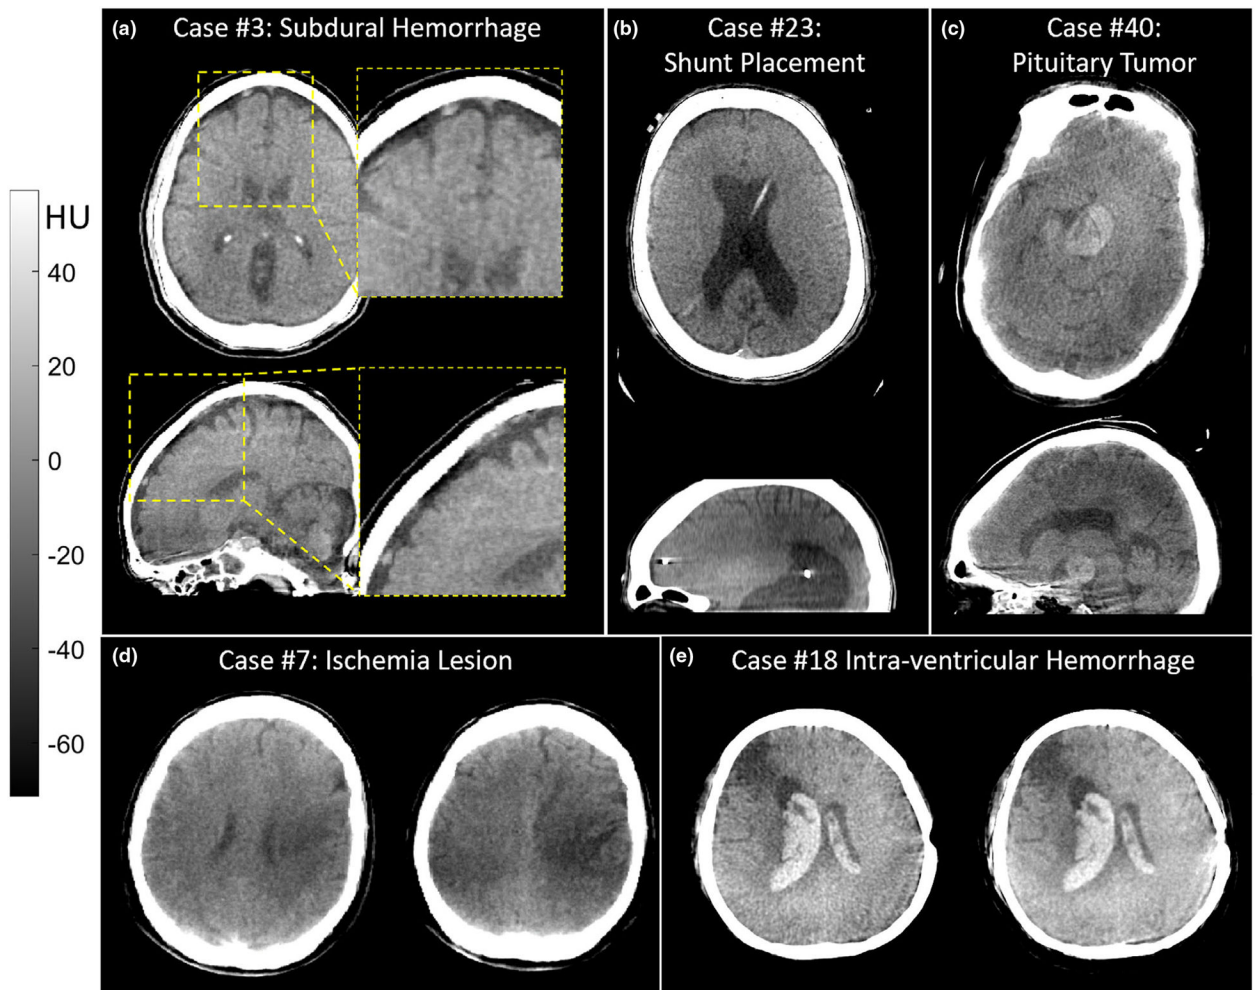 (a) Case #3: Subdural Hemorrhage
(b) Case #23:
Shunt Placement
(c) Case #40:
Pituitary Tumor
HU
40
20
0
-20
-40
-60
(d) Case #7: Ischemia Lesion
(e) Case #18 Intra-ventricular Hemorrhage